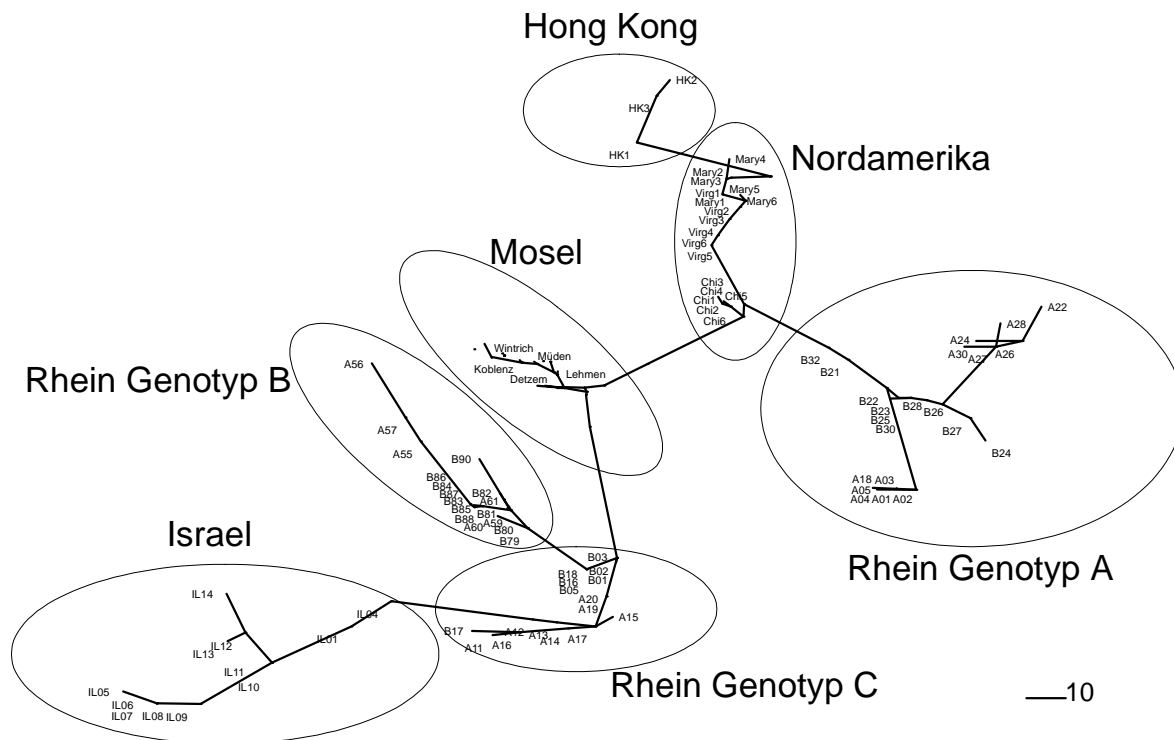 Hong Kong
HK2
HK3
HK1
Nordamerika
Mary4
Mary2
Mary3
Mary5
Virg1
Mary1
Mary6
Virg2
Virg3
Virg4
Virg6
Virg5
Chi3
Chi4
Chi1
Chi5
Chi2
Chi6
Mosel
Wintrich
Müden
Koblenz
Detzem
Lehmen
Rhein Genotyp B
A56
A57
A55
B90
B86
B84
B87
B83
B82
A61
B85
B81
B88
A59
A60
B80
B79
A22
A28
A24
A30
A27
A26
B32
B21
B22
B23
B25
B30
B28
B26
B27
B24
A18
A03
A05
A04
A01
A02
Rhein Genotyp A
Israel
IL14
IL04
IL01
IL12
IL13
IL11
IL10
IL05
IL06
IL07
IL08
IL09
B03
B18
B02
B16
B01
B05
A20
A19
A15
B17
A12
A13
A17
A11
A16
A14
Rhein Genotyp C
10